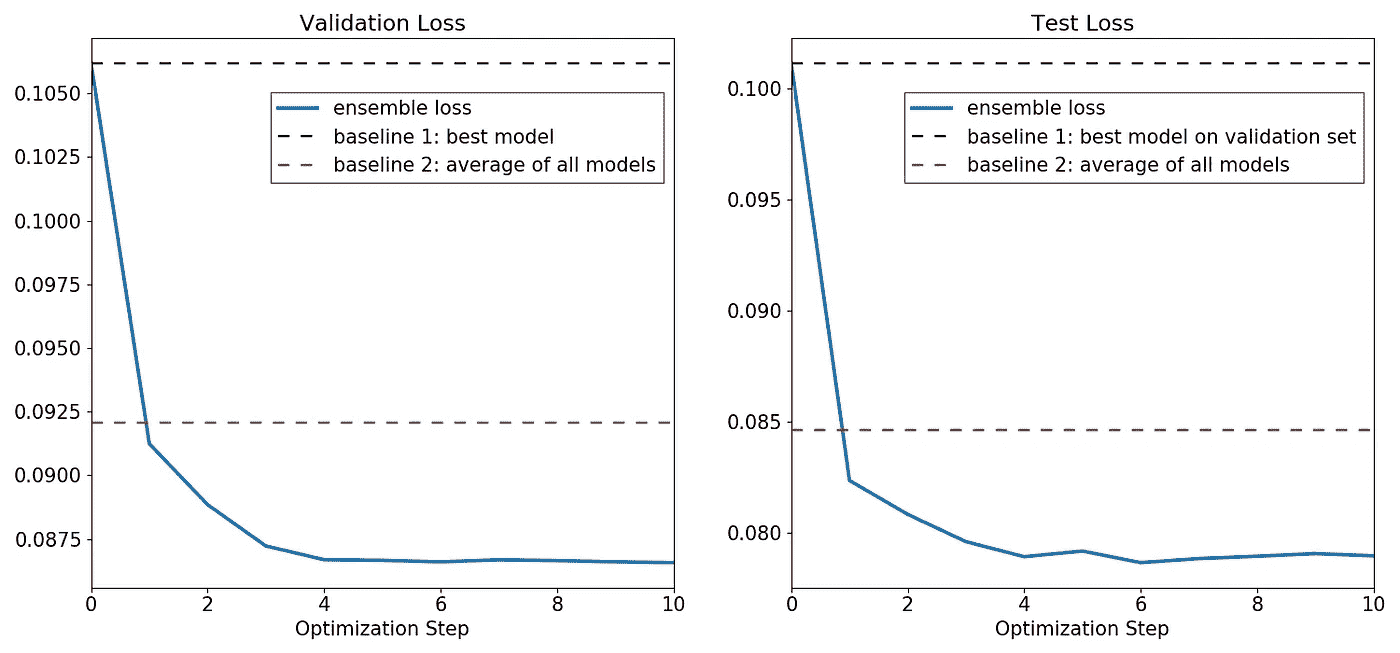 Validation Loss
0.1050
0.1025
0.1000
0.0975
0.0950
0.0925
0.0900
0.0875
ensemble loss
baseline 1: best model
baseline 2: average of all models
0 2 4 6 8 10
Optimization Step
Test Loss
0.100
0.095
0.090
0.085
0.080
ensemble loss
baseline 1: best model on validation set
baseline 2: average of all models
0 2 4 6 8 10
Optimization Step